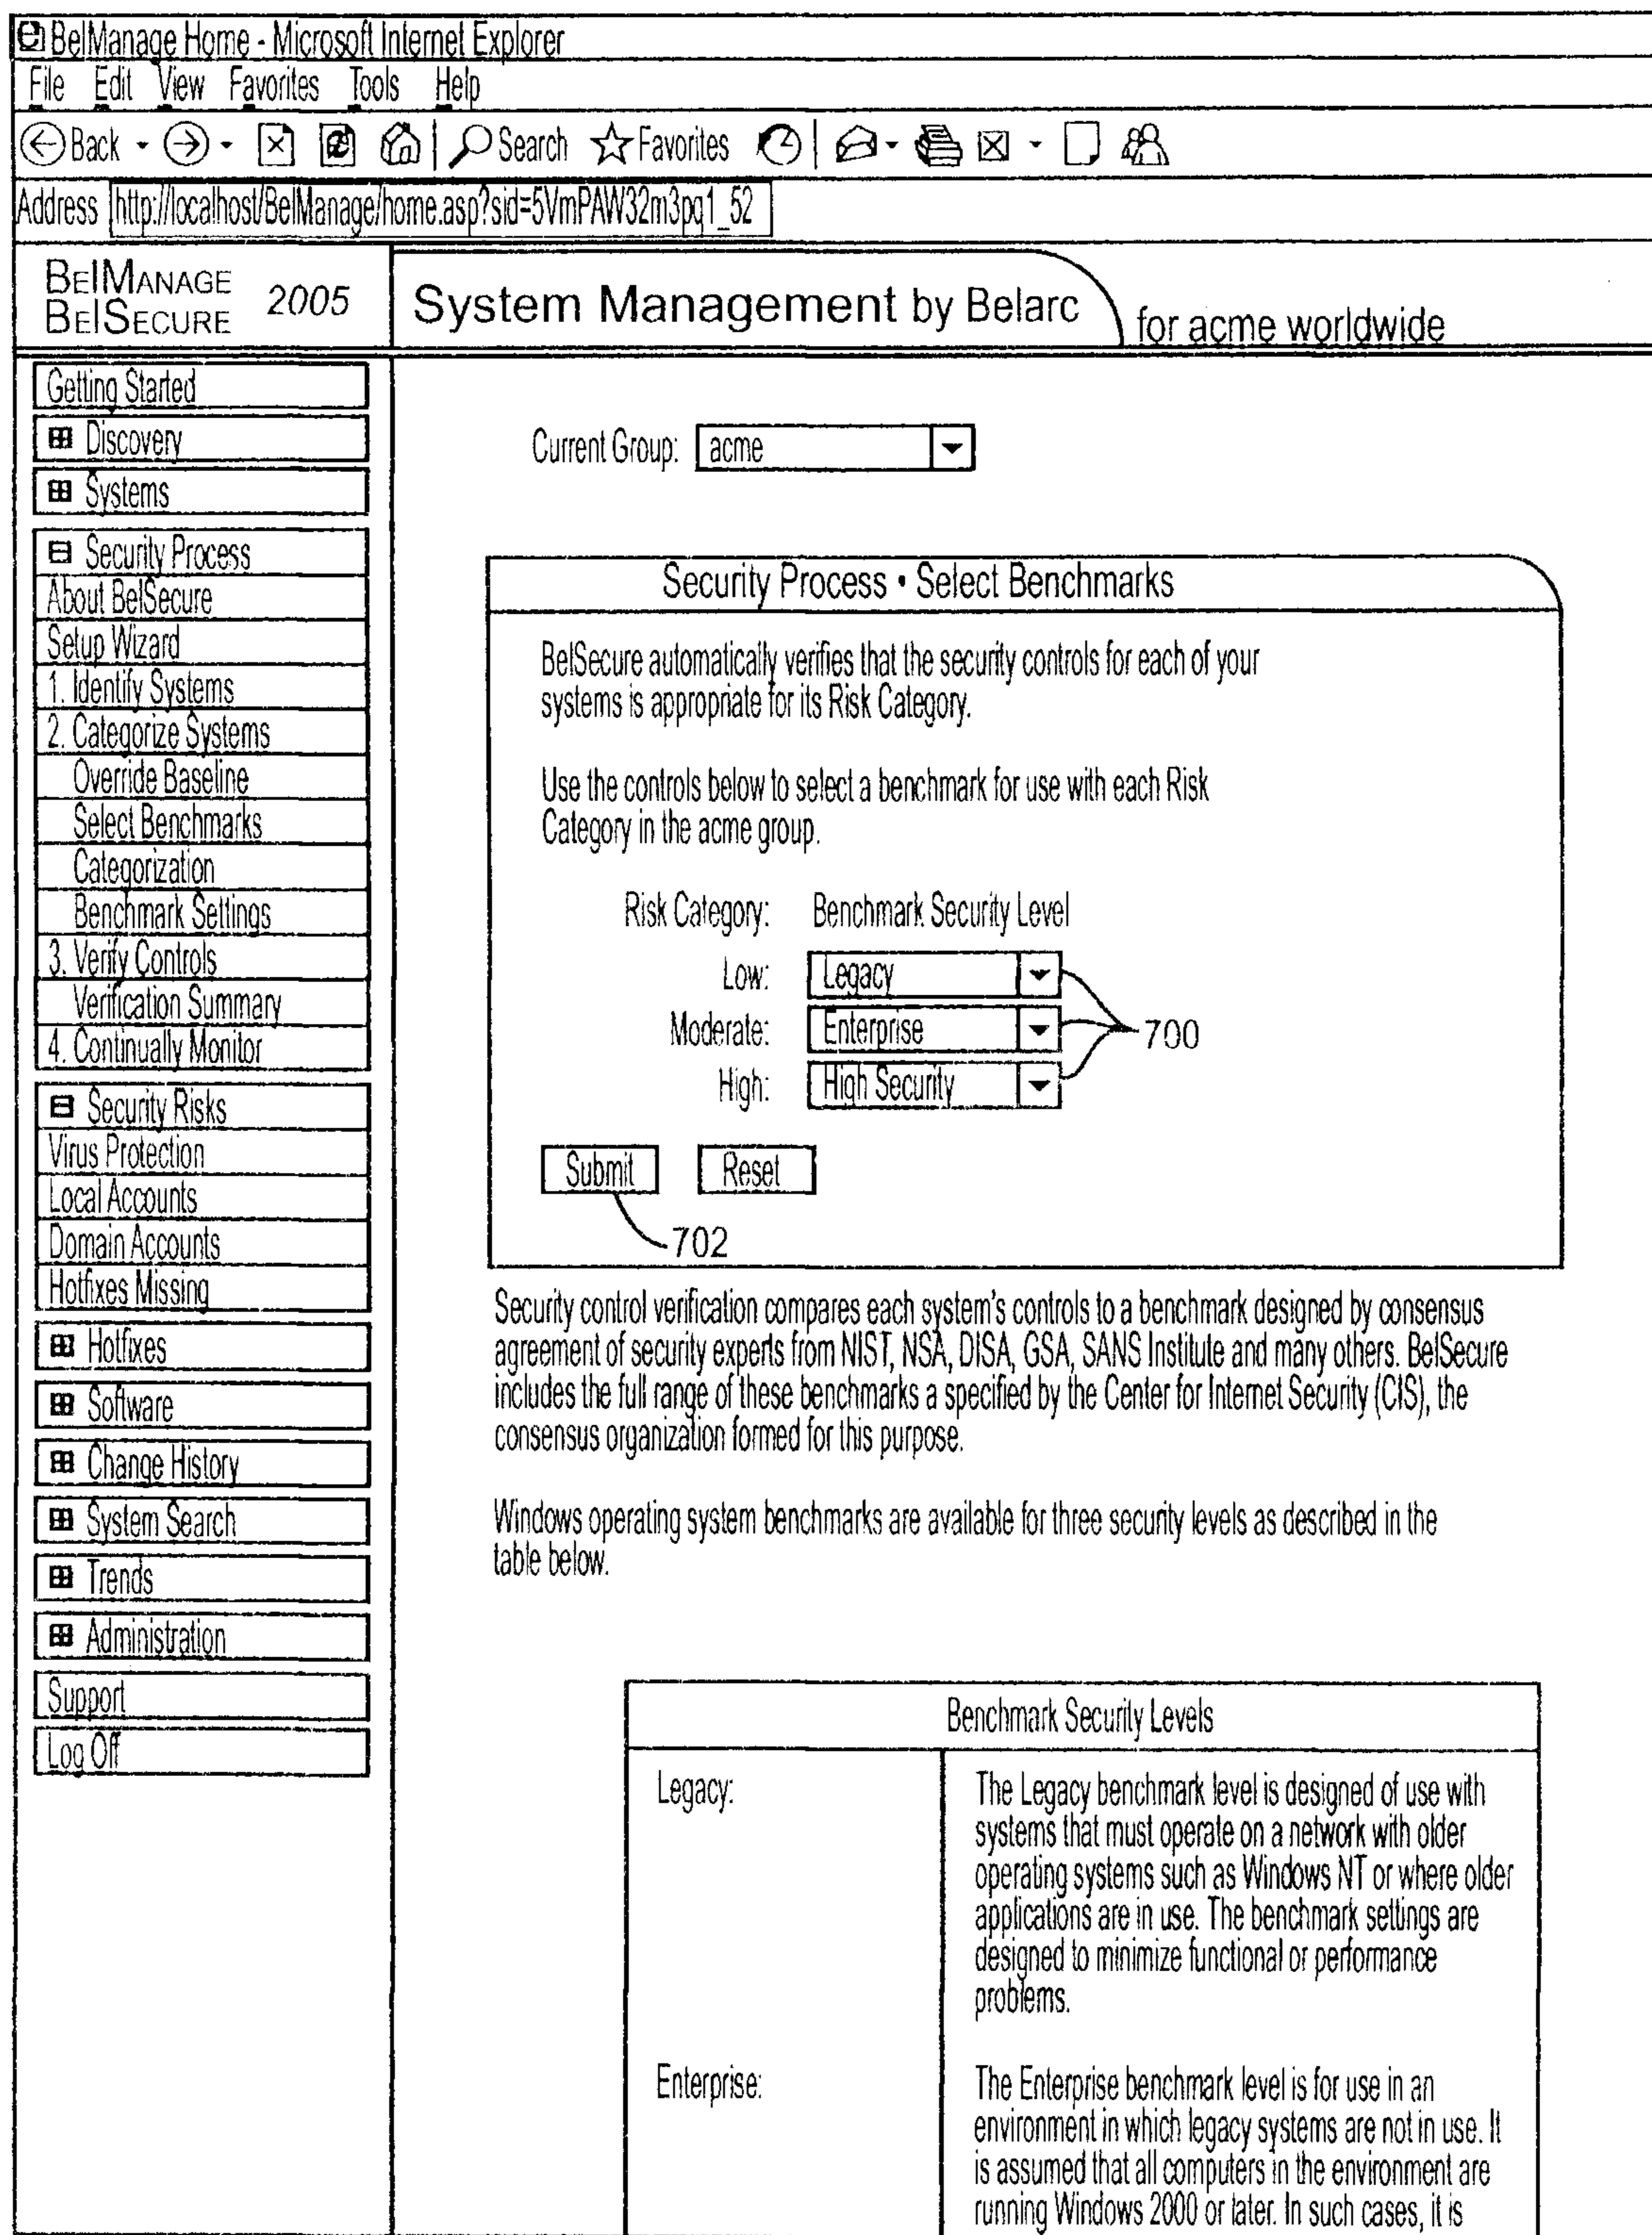 BelManage Home - Microsoft Internet Explorer
File Edit View Favorites Tools Help
Back Search Favorites
Address http://localhost/BelManage/home.asp?sid=5VmPAW32m3pq1_52
BELMANAGE
BELSECURE
2005
System Management by Belarc
for acme worldwide
Getting Started
Discovery
Systems
Security Process
About BelSecure
Setup Wizard
1. Identify Systems
2. Categorize Systems
Override Baseline
Select Benchmarks
Categorization
Benchmark Settings
3. Verify Controls
Verification Summary
4. Continually Monitor
Security Risks
Virus Protection
Local Accounts
Domain Accounts
Hotfixes Missing
Hotfixes
Software
Change History
System Search
Trends
Administration
Support
Log Off
Current Group: acme
Security Process • Select Benchmarks
BelSecure automatically verifies that the security controls for each of your
systems is appropriate for its Risk Category.
Use the controls below to select a benchmark for use with each Risk
Category in the acme group.
Risk Category: Benchmark Security Level
Low: Legacy
Moderate: Enterprise
700
High: High Security
Submit Reset
702
Security control verification compares each system's controls to a benchmark designed by consensus
agreement of security experts from NIST, NSA, DISA, GSA, SANS Institute and many others. BelSecure
includes the full range of these benchmarks a specified by the Center for Internet Security (CIS), the
consensus organization formed for this purpose.
Windows operating system benchmarks are available for three security levels as described in the
table below.
Benchmark Security Levels
Legacy:
The Legacy benchmark level is designed of use with
systems that must operate on a network with older
operating systems such as Windows NT or where older
applications are in use. The benchmark settings are
designed to minimize functional or performance
problems.
Enterprise:
The Enterprise benchmark level is for use in an
environment in which legacy systems are not in use. It
is assumed that all computers in the environment are
running Windows 2000 or later. In such cases, it is